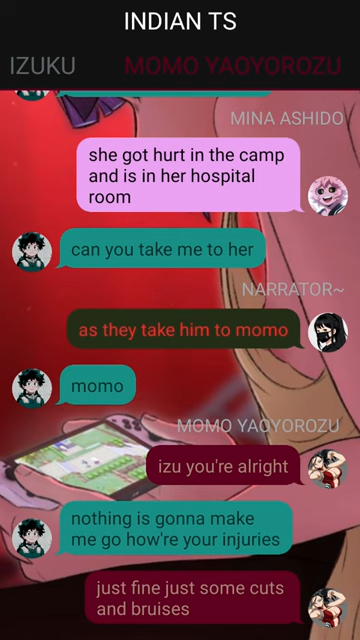 INDIAN TS
IZUKU
MOMO YAOYOROZU
MINA ASHIDO
she got hurt in the camp
and is in her hospital
room
can you take me to her
NARRATOR~
as they take him to momo
momo
MOMO YAOYOROZU
izu you're alright
nothing is gonna make
me go how're your injuries
just fine just some cuts
and bruises